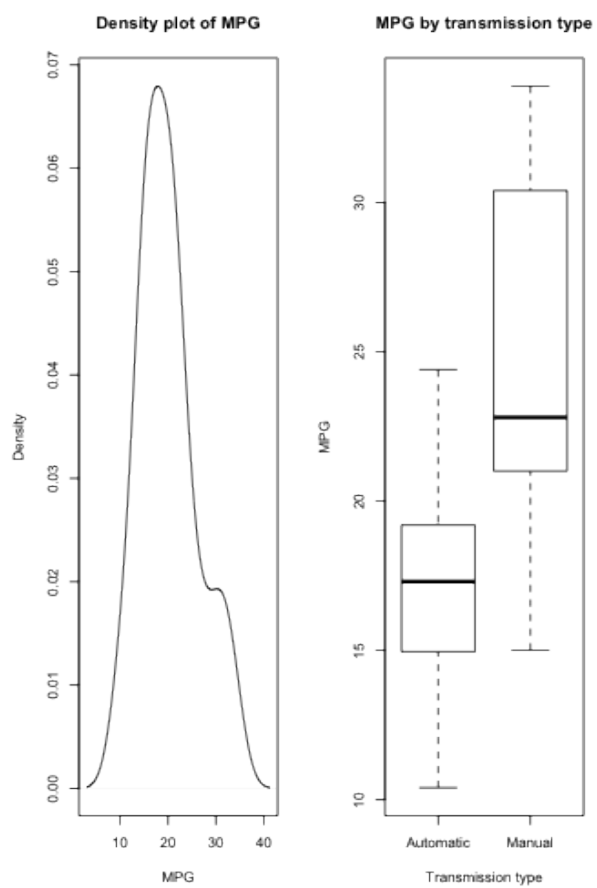 Density plot of MPG
0.07
0.06
0.05
0.04
0.03
0.02
0.01
0.00
Density
10 20 30 40
MPG
MPG by transmission type
30
25
20
15
10
MPG
Automatic Manual
Transmission type